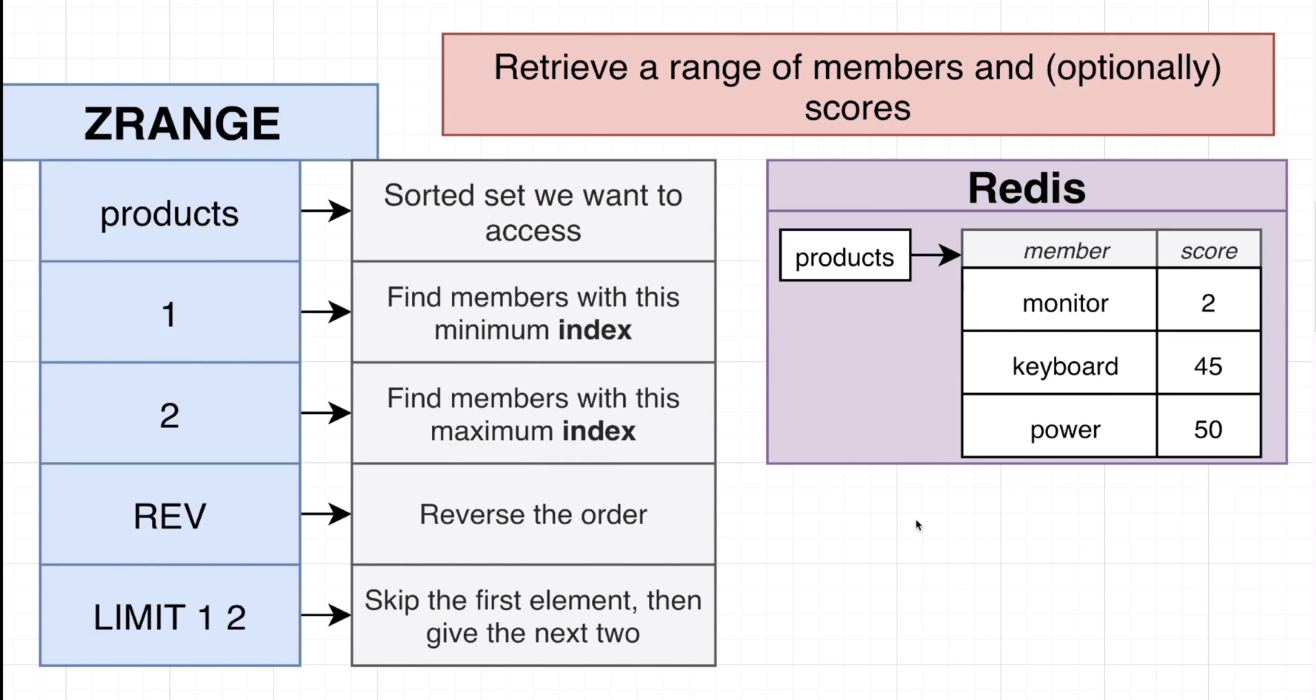 Retrieve a range of members and (optionally)
scores
ZRANGE
products
Sorted set we want to
access
1
Find members with this
minimum index
2
Find members with this
maximum index
REV
Reverse the order
LIMIT 1 2
Skip the first element, then
give the next two
Redis
products
member score
monitor 2
keyboard 45
power 50